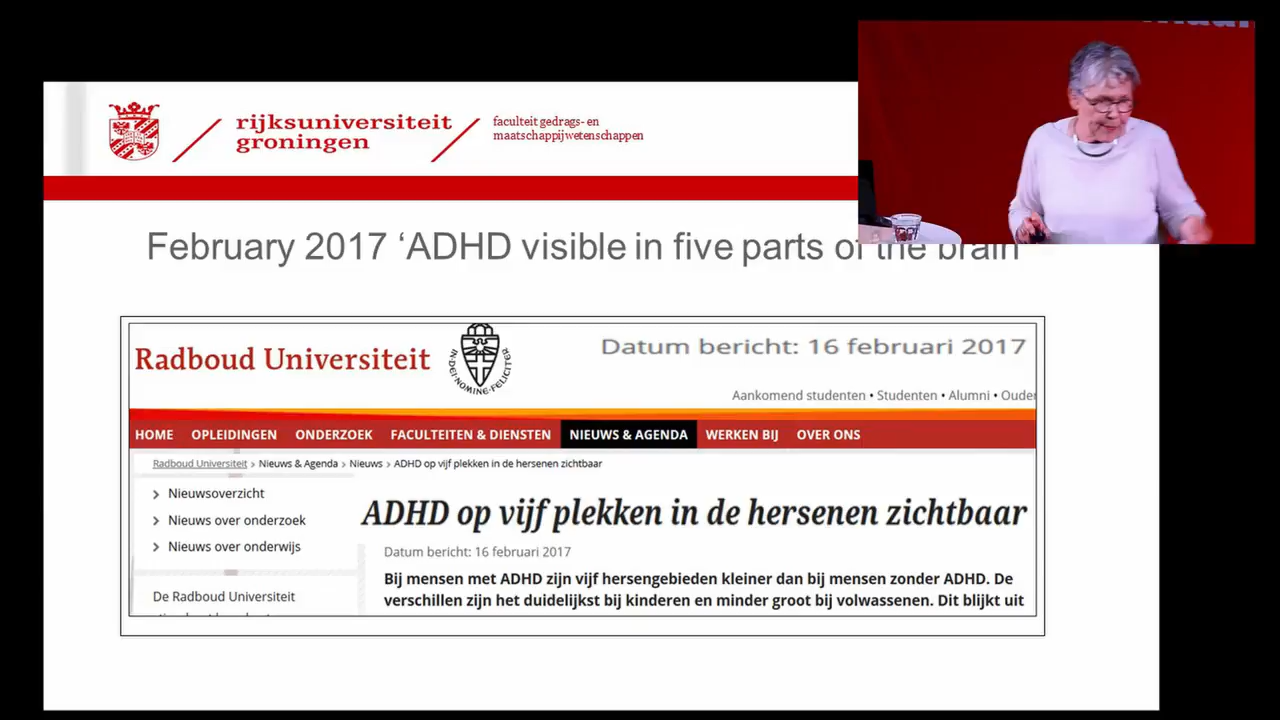 rijksuniversiteit
groningen
faculteit gedrags- en
maatschappijwetenschappen
February 2017 ‘ADHD visible in five parts of the brain
Radboud Universiteit
IN·DEI·NOMINE·FELICITER
Datum bericht: 16 februari 2017
Aankomend studenten • Studenten • Alumni • Ouder
HOME OPLEIDINGEN ONDERZOEK FACULTEITEN & DIENSTEN NIEUWS & AGENDA WERKEN BIJ OVER ONS
Radboud Universiteit > Nieuws & Agenda > Nieuws > ADHD op vijf plekken in de hersenen zichtbaar
> Nieuwsoverzicht
> Nieuws over onderzoek
> Nieuws over onderwijs
De Radboud Universiteit
ADHD op vijf plekken in de hersenen zichtbaar
Datum bericht: 16 februari 2017
Bij mensen met ADHD zijn vijf hersengebieden kleiner dan bij mensen zonder ADHD. De
verschillen zijn het duidelijkst bij kinderen en minder groot bij volwassenen. Dit blijkt uit